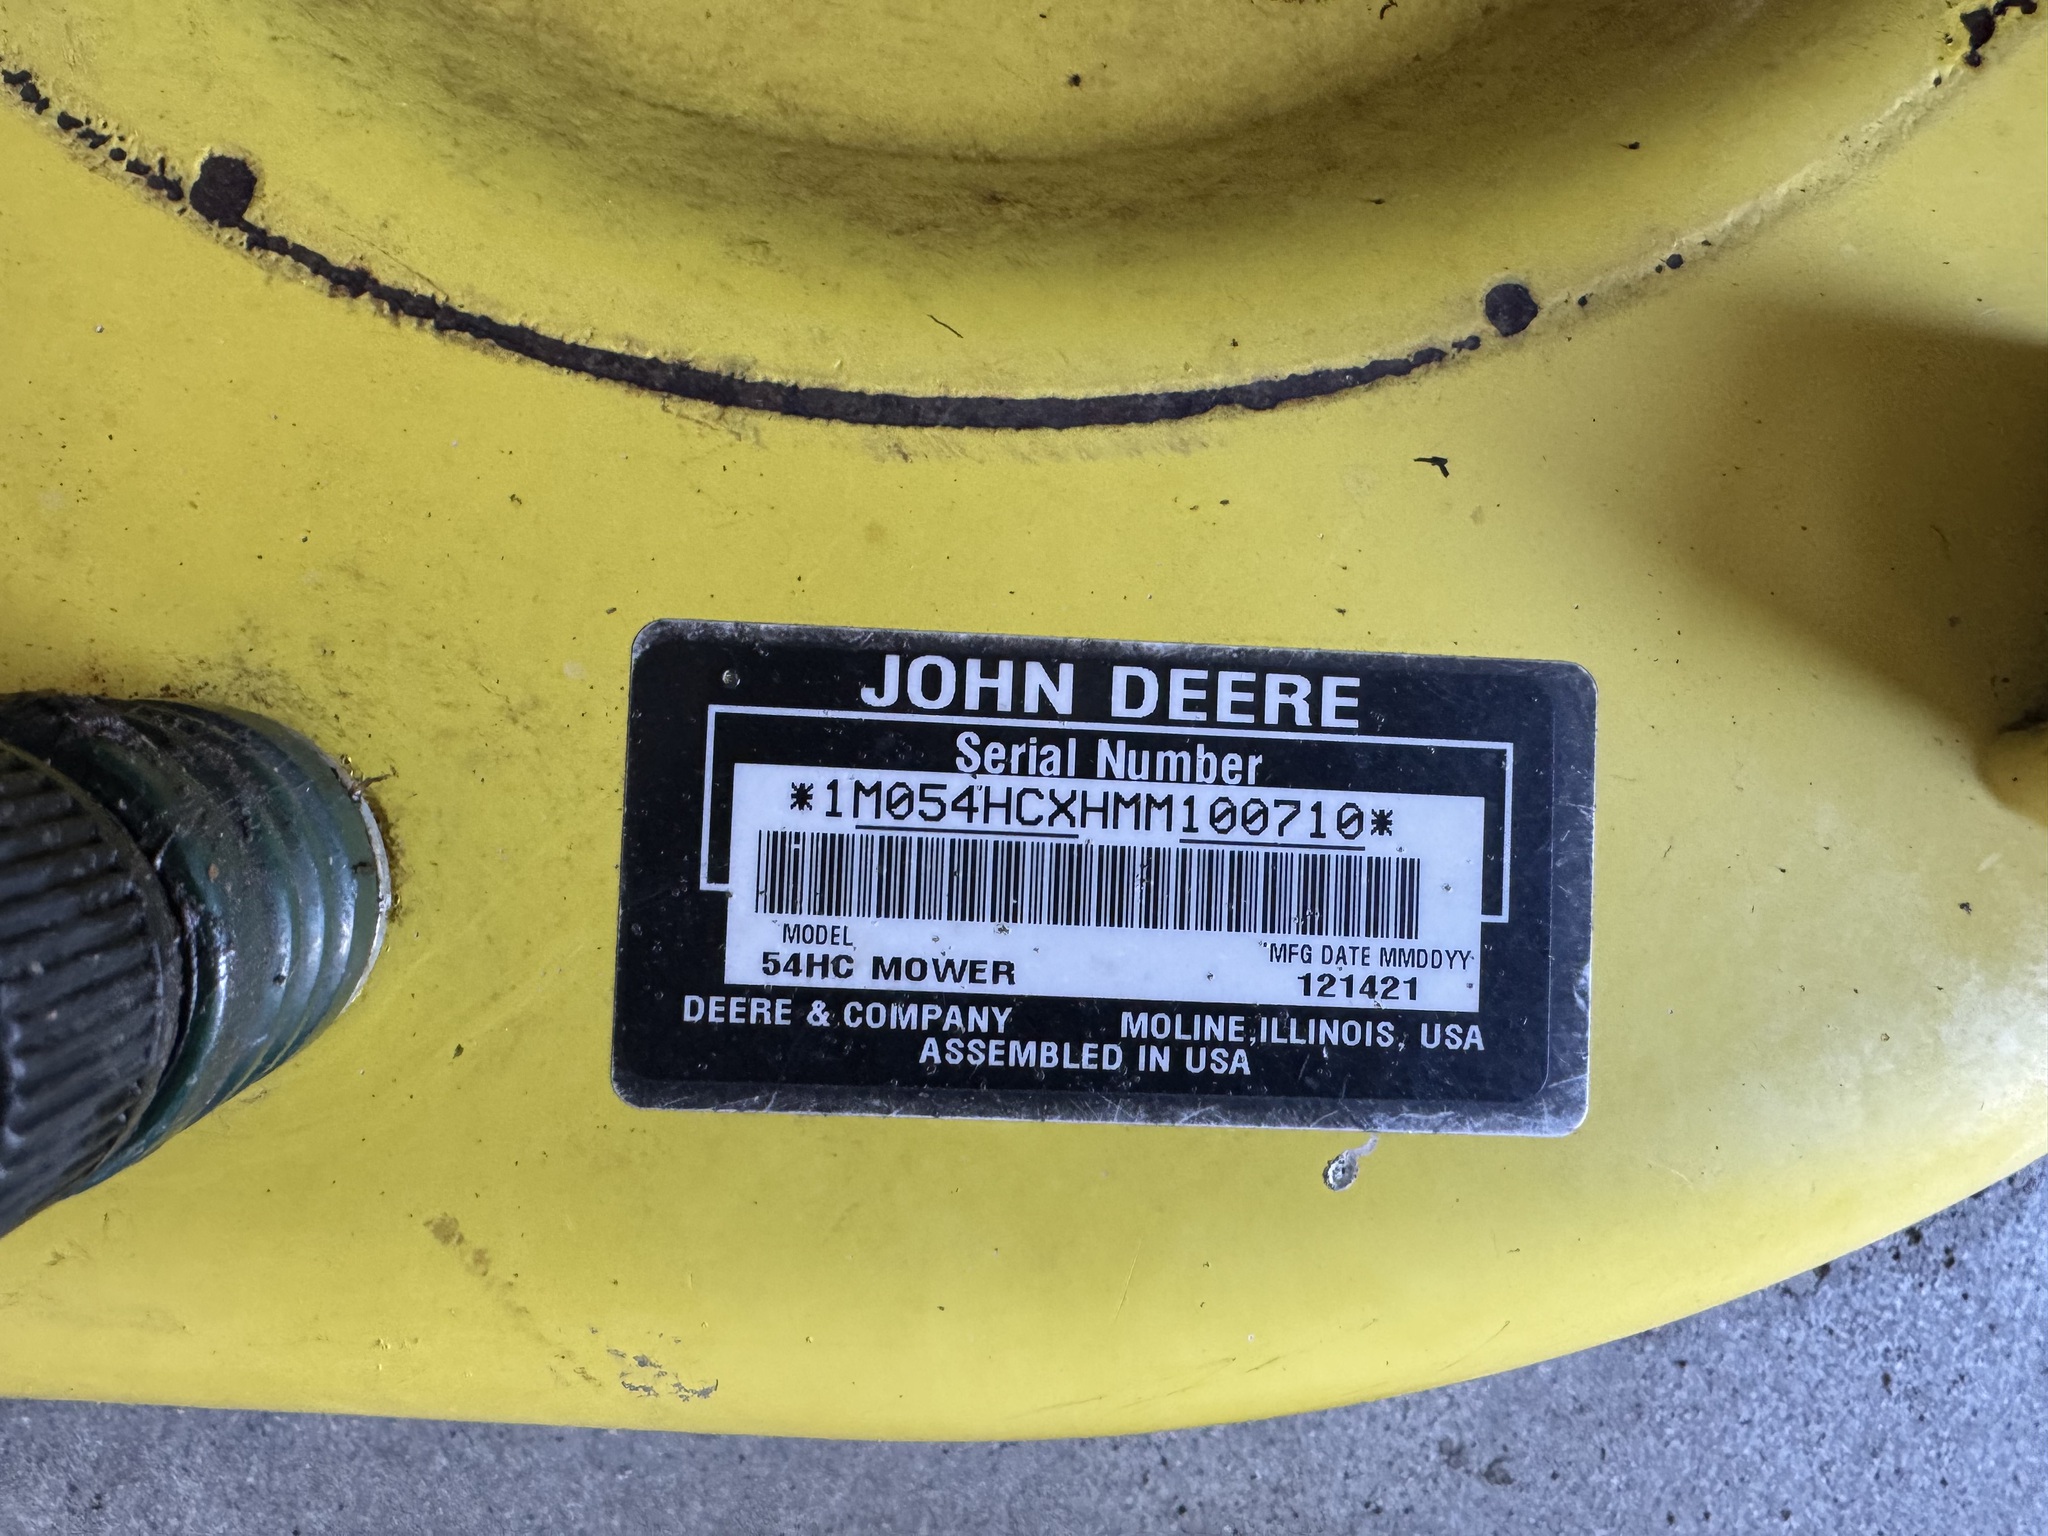 JOHN DEERE
Serial Number
*1M054HCXHMM100710*
MODEL
54HC MOWER
MFG DATE MMDDYY
121421
DEERE & COMPANY MOLINE, ILLINOIS, USA
ASSEMBLED IN USA